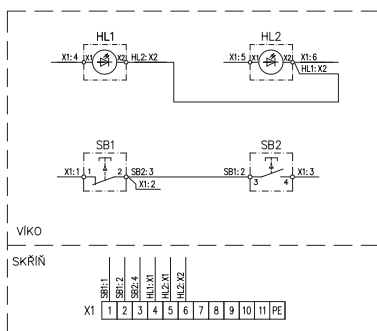 HL1 HL2
X1:4 X1 X2 HL2:X2 X1:5 X1 X2 X1:6
HL1:X2
SB1 SB2
X1:1 1 2 SB2:3 SB1:2 3 4 X1:3
X1:2
VÍKO
SKŘÍŇ
SB1:1 SB1:2 SB2:4 HL1:X1 HL2:X1 HL2:X2
X1 1 2 3 4 5 6 7 8 9 10 11 PE